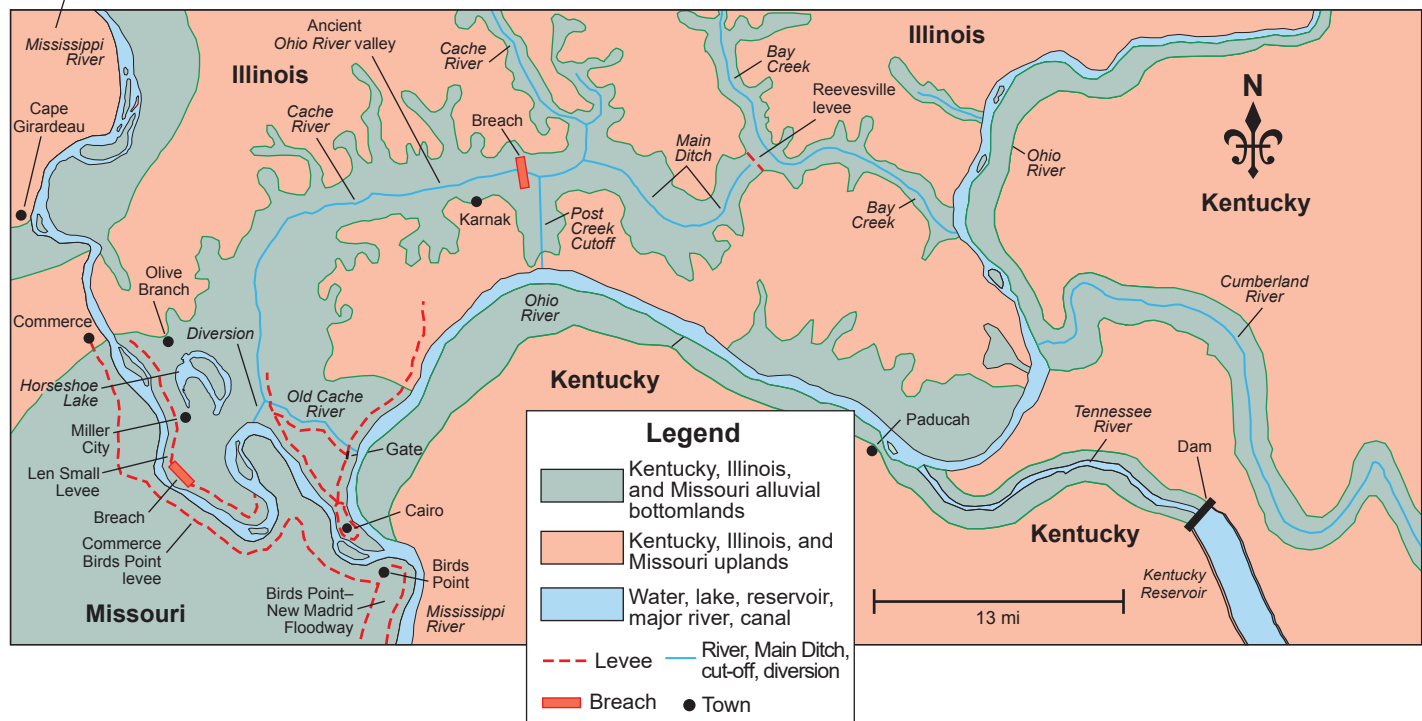 Mississippi
River
Cape
Girardeau
Illinois
Ancient
Ohio River valley
Cache
River
Cache
River
Breach
Karnak
Post
Creek
Cutoff
Main
Ditch
Bay
Creek
Reevesville
levee
Bay
Creek
Illinois
Ohio
River
N
Kentucky
Cumberland
River
Olive
Branch
Commerce
Diversion
Horseshoe
Lake
Old Cache
River
Miller
City
Len Small
Levee
Gate
Breach
Cairo
Commerce
Birds Point
levee
Birds
Point
Missouri
Birds Point–
New Madrid
Floodway
Mississippi
River
Ohio
River
Kentucky
Paducah
Tennessee
River
Dam
Kentucky
Kentucky
Reservoir
13 mi
Legend
Kentucky, Illinois,
and Missouri alluvial
bottomlands
Kentucky, Illinois, and
Missouri uplands
Water, lake, reservoir,
major river, canal
Levee
River, Main Ditch,
cut-off, diversion
Breach
Town